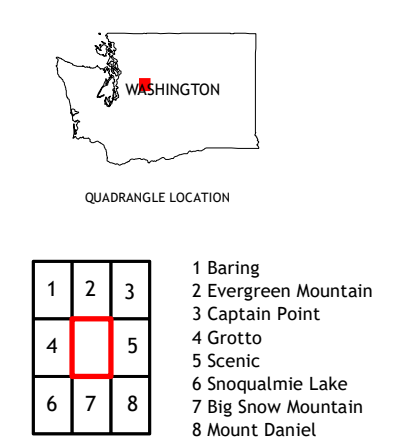 WASHINGTON
QUADRANGLE LOCATION
1 2 3
4 5
6 7 8
1 Baring
2 Evergreen Mountain
3 Captain Point
4 Grotto
5 Scenic
6 Snoqualmie Lake
7 Big Snow Mountain
8 Mount Daniel